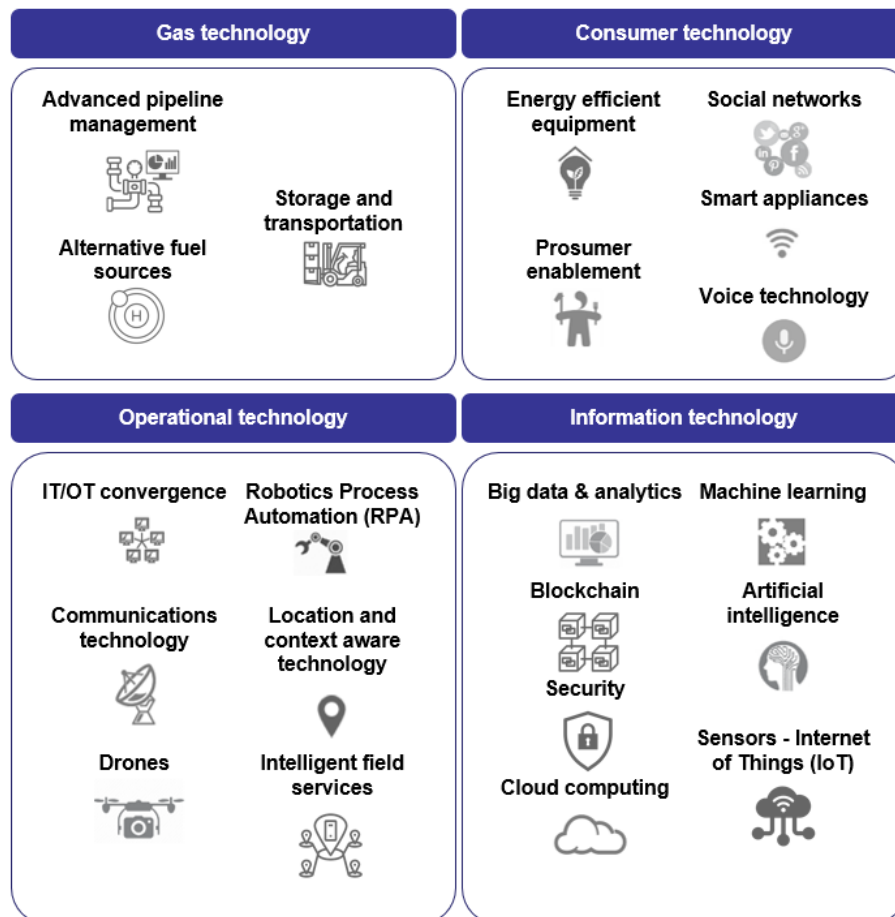 Gas technology
Advanced pipeline
management
Storage and
transportation
Alternative fuel
sources
H
Consumer technology
Energy efficient
equipment
Social networks
Smart appliances
Prosumer
enablement
Voice technology
Operational technology
IT/OT convergence
Robotics Process
Automation (RPA)
Communications
technology
Location and
context aware
technology
Drones
Intelligent field
services
Information technology
Big data & analytics
Machine learning
Blockchain
Artificial
intelligence
Security
Sensors - Internet
of Things (IoT)
Cloud computing